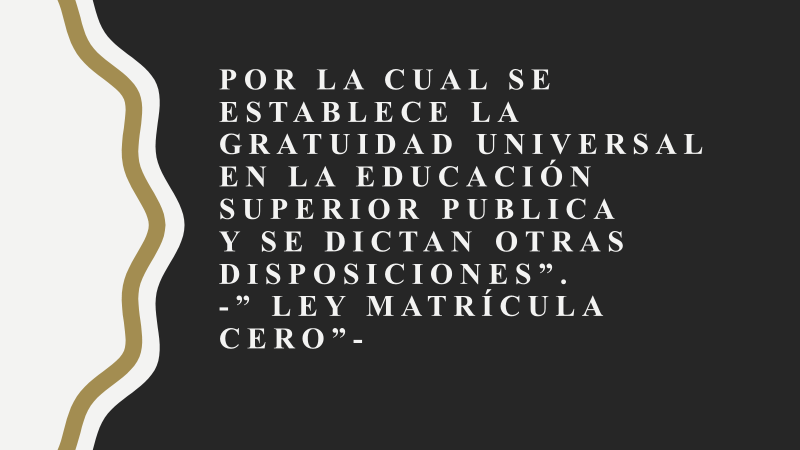 POR LA CUAL SE
ESTABLECE LA
GRATUIDAD UNIVERSAL
EN LA EDUCACIÓN
SUPERIOR PUBLICA
Y SE DICTAN OTRAS
DISPOSICIONES”.
-” LEY MATRÍCULA
CERO”-